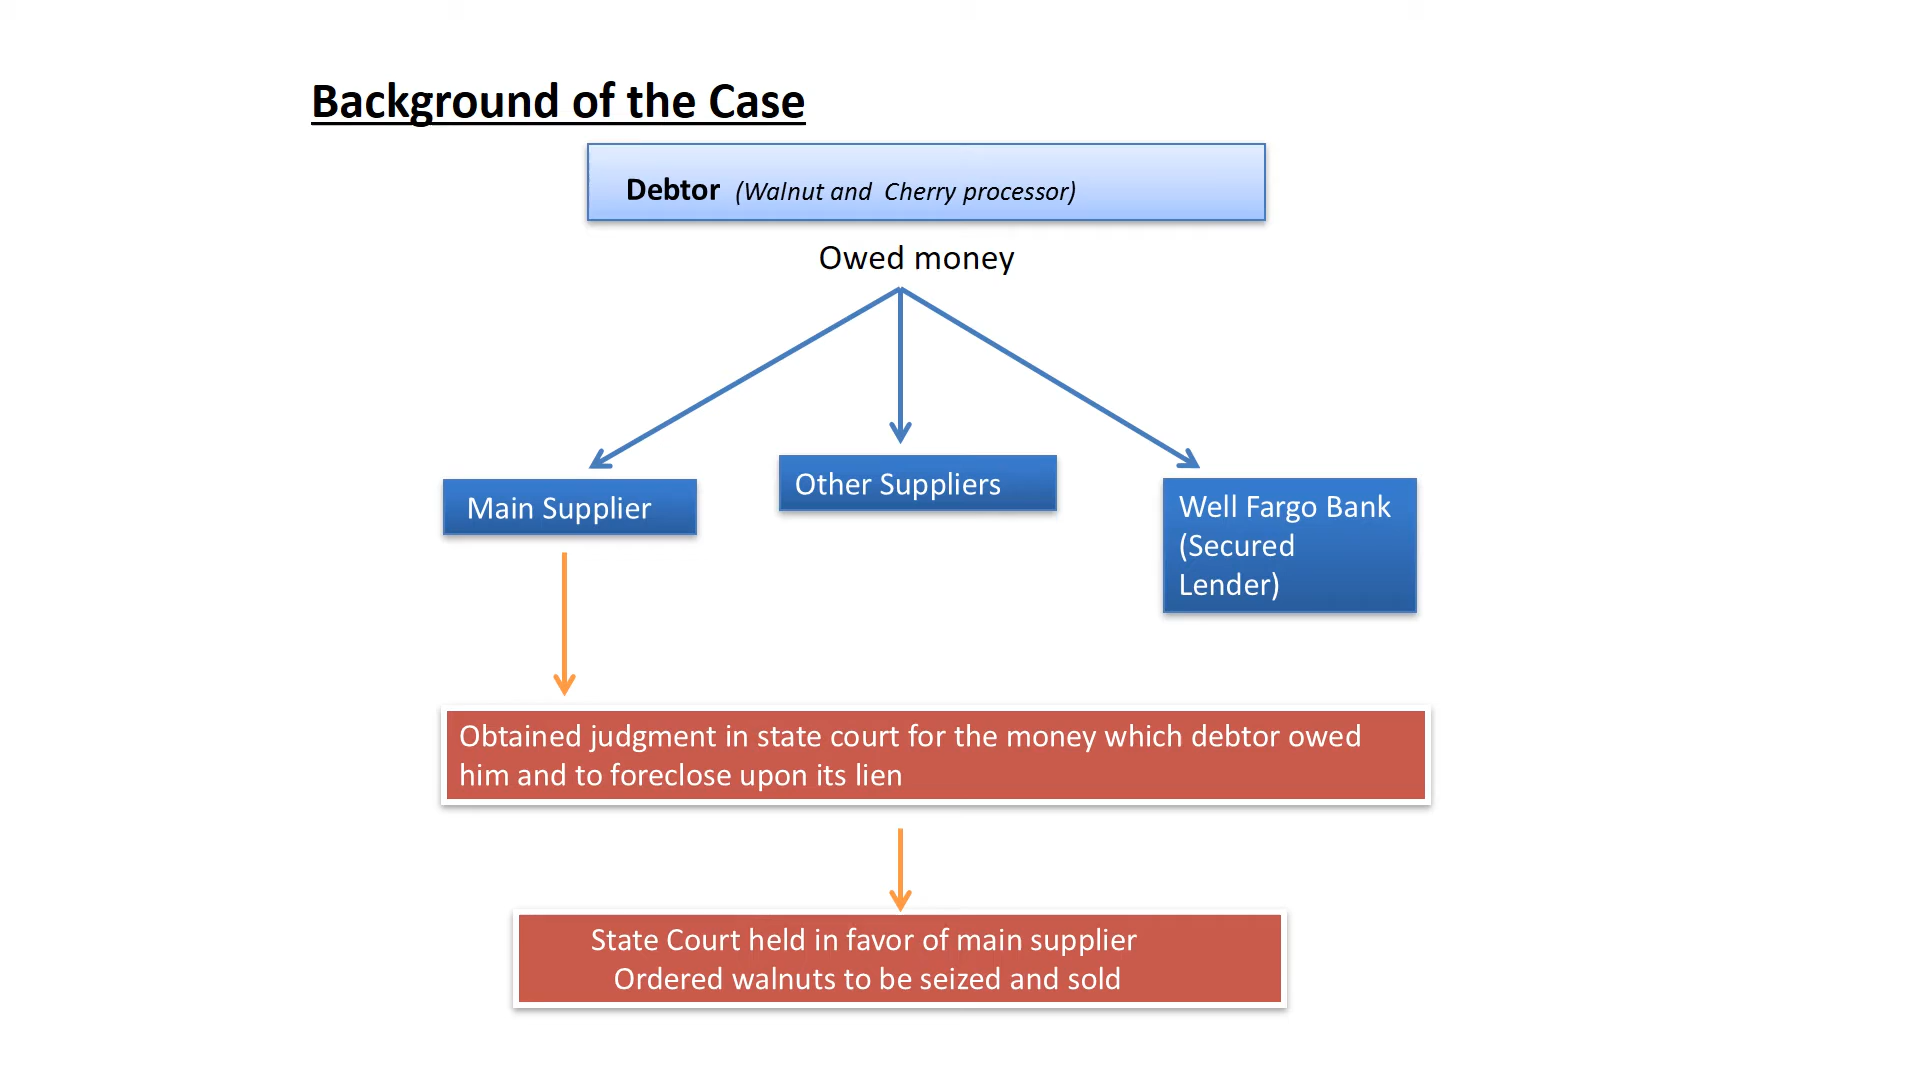 Background of the Case
Debtor (Walnut and Cherry processor)
Owed money
Main Supplier
Other Suppliers
Well Fargo Bank
(Secured
Lender)
Obtained judgment in state court for the money which debtor owed
him and to foreclose upon its lien
State Court held in favor of main supplier
Ordered walnuts to be seized and sold